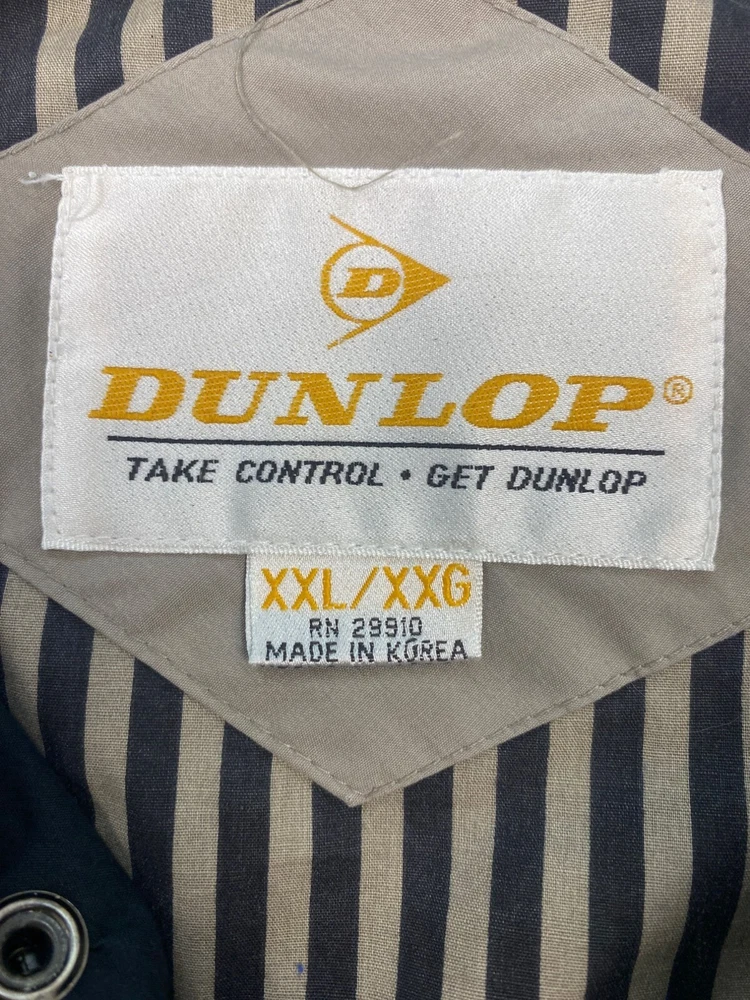 D
DUNLOP®
TAKE CONTROL • GET DUNLOP
XXL/XXG
RN 29910
MADE IN KOREA